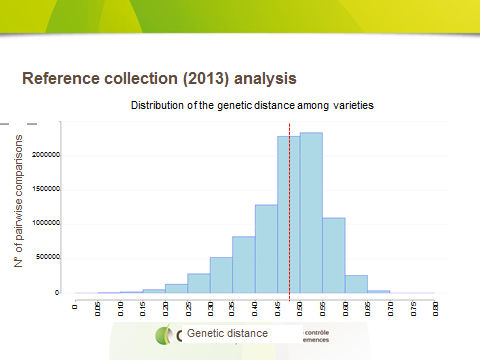 Reference collection (2013) analysis
Distribution of the genetic distance among varieties
N° of pairwise comparisons
2000000
1500000
1000000
500000
0
0 0.05 0.10 0.15 0.20 0.25 0.30 0.35 0.40 0.45 0.50 0.55 0.60 0.65 0.70 0.75 0.80
Genetic distance
contrôle